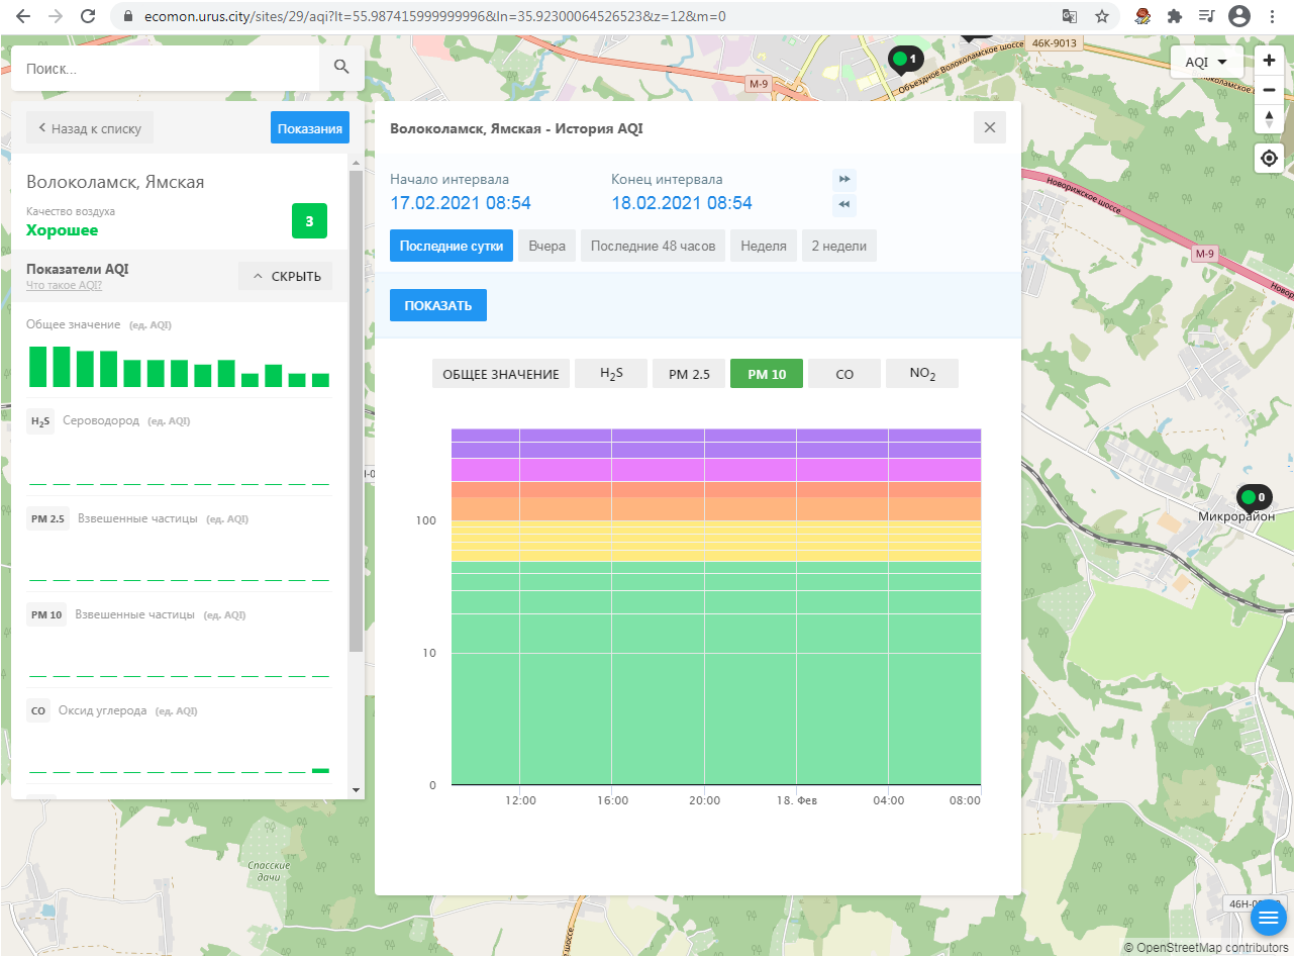 ecomon.urus.city/sites/29/aqi?lt=55.987415999999996&ln=35.92300064526523&z=12&m=0
46К-9013
Объездное Волоколамское шоссе
1
М-9
Поиск...
AQI
Назад к списку
Показания
Волоколамск, Ямская - История AQI
Начало интервала
Конец интервала
17.02.2021 08:54
18.02.2021 08:54
Последние сутки
Вчера
Последние 48 часов
Неделя
2 недели
ПОКАЗАТЬ
Волоколамск, Ямская
Качество воздуха
Хорошее
3
Показатели AQI
Что такое AQI?
СКРЫТЬ
Общее значение (ед. AQI)
H₂S Сероводород (ед. AQI)
PM 2.5 Взвешенные частицы (ед. AQI)
PM 10 Взвешенные частицы (ед. AQI)
CO Оксид углерода (ед. AQI)
ОБЩЕЕ ЗНАЧЕНИЕ
H₂S
PM 2.5
PM 10
CO
NO₂
100
10
0
12:00
16:00
20:00
18. Фев
04:00
08:00
Новорижское шоссе
М-9
0
Микрорайон
Спасские
дачи
шоссе
© OpenStreetMap contributors